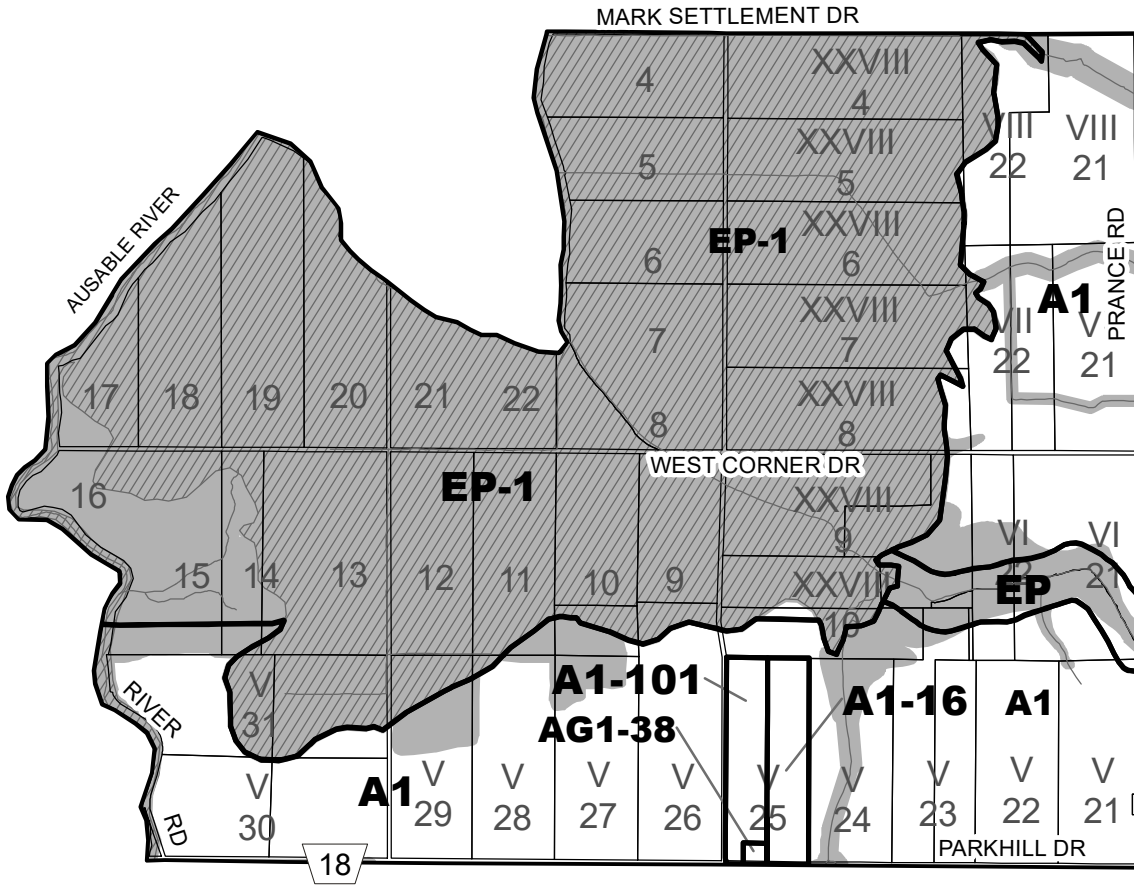 MARK SETTLEMENT DR
4
XXVIII
4
VIII
22
VIII
21
5
XXVIII
5
AUSABLE RIVER
6
EP-1
XXVIII
6
PRANCE RD
A1
7
XXVIII
7
VII
22
V
21
17
18
19
20
21
22
8
XXVIII
8
WEST CORNER DR
16
EP-1
XXVIII
9
VI
22
VI
21
15
14
13
12
11
10
9
XXVIII
10
EP
RIVER
RD
V
31
A1-101
A1-16
A1
AG1-38
V
30
A1
V
29
V
28
V
27
V
26
V
25
V
24
V
23
V
22
V
21
PARKHILL DR
18